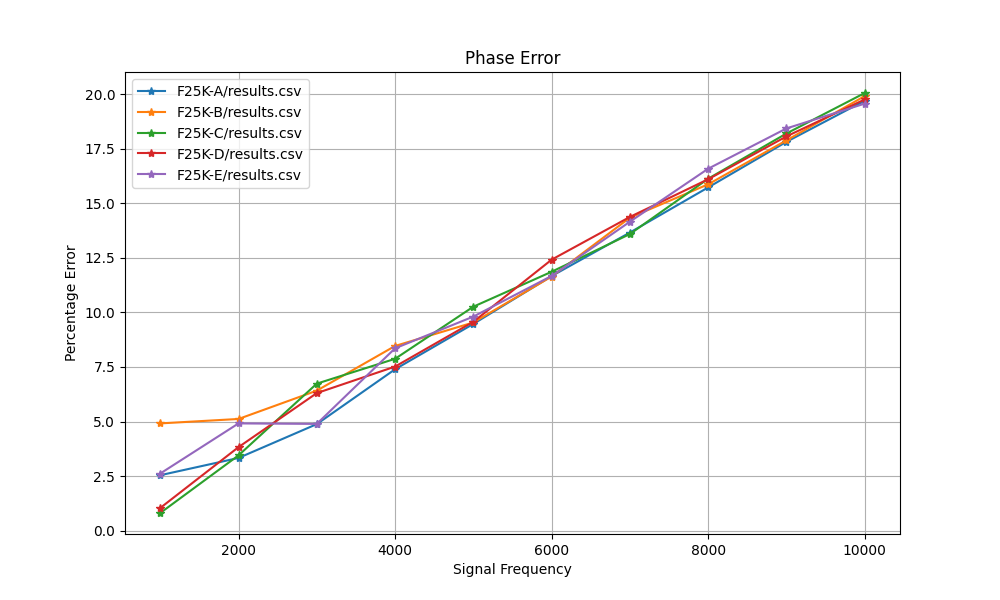 Phase Error
F25K-A/results.csv
F25K-B/results.csv
F25K-C/results.csv
F25K-D/results.csv
F25K-E/results.csv
Percentage Error
20.0
17.5
15.0
12.5
10.0
7.5
5.0
2.5
0.0
2000 4000 6000 8000 10000
Signal Frequency